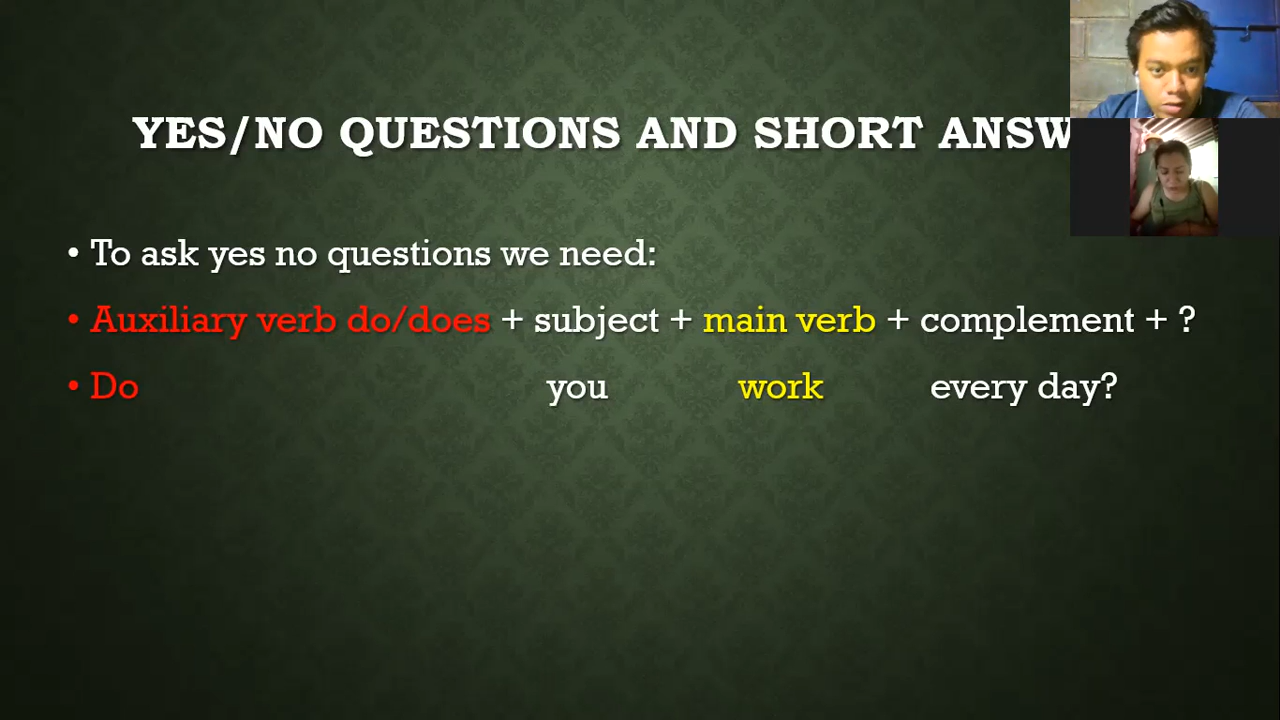 YES/NO QUESTIONS AND SHORT
• To ask yes no questions we need:
• Auxiliary verb do/does + subject + main verb + complement + ?
• Do you work every day?